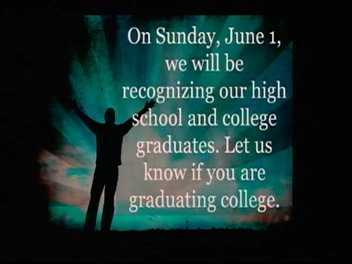 On Sunday, June 1,
we will be
recognizing our high
school and college
graduates. Let us
know if you are
graduating college.